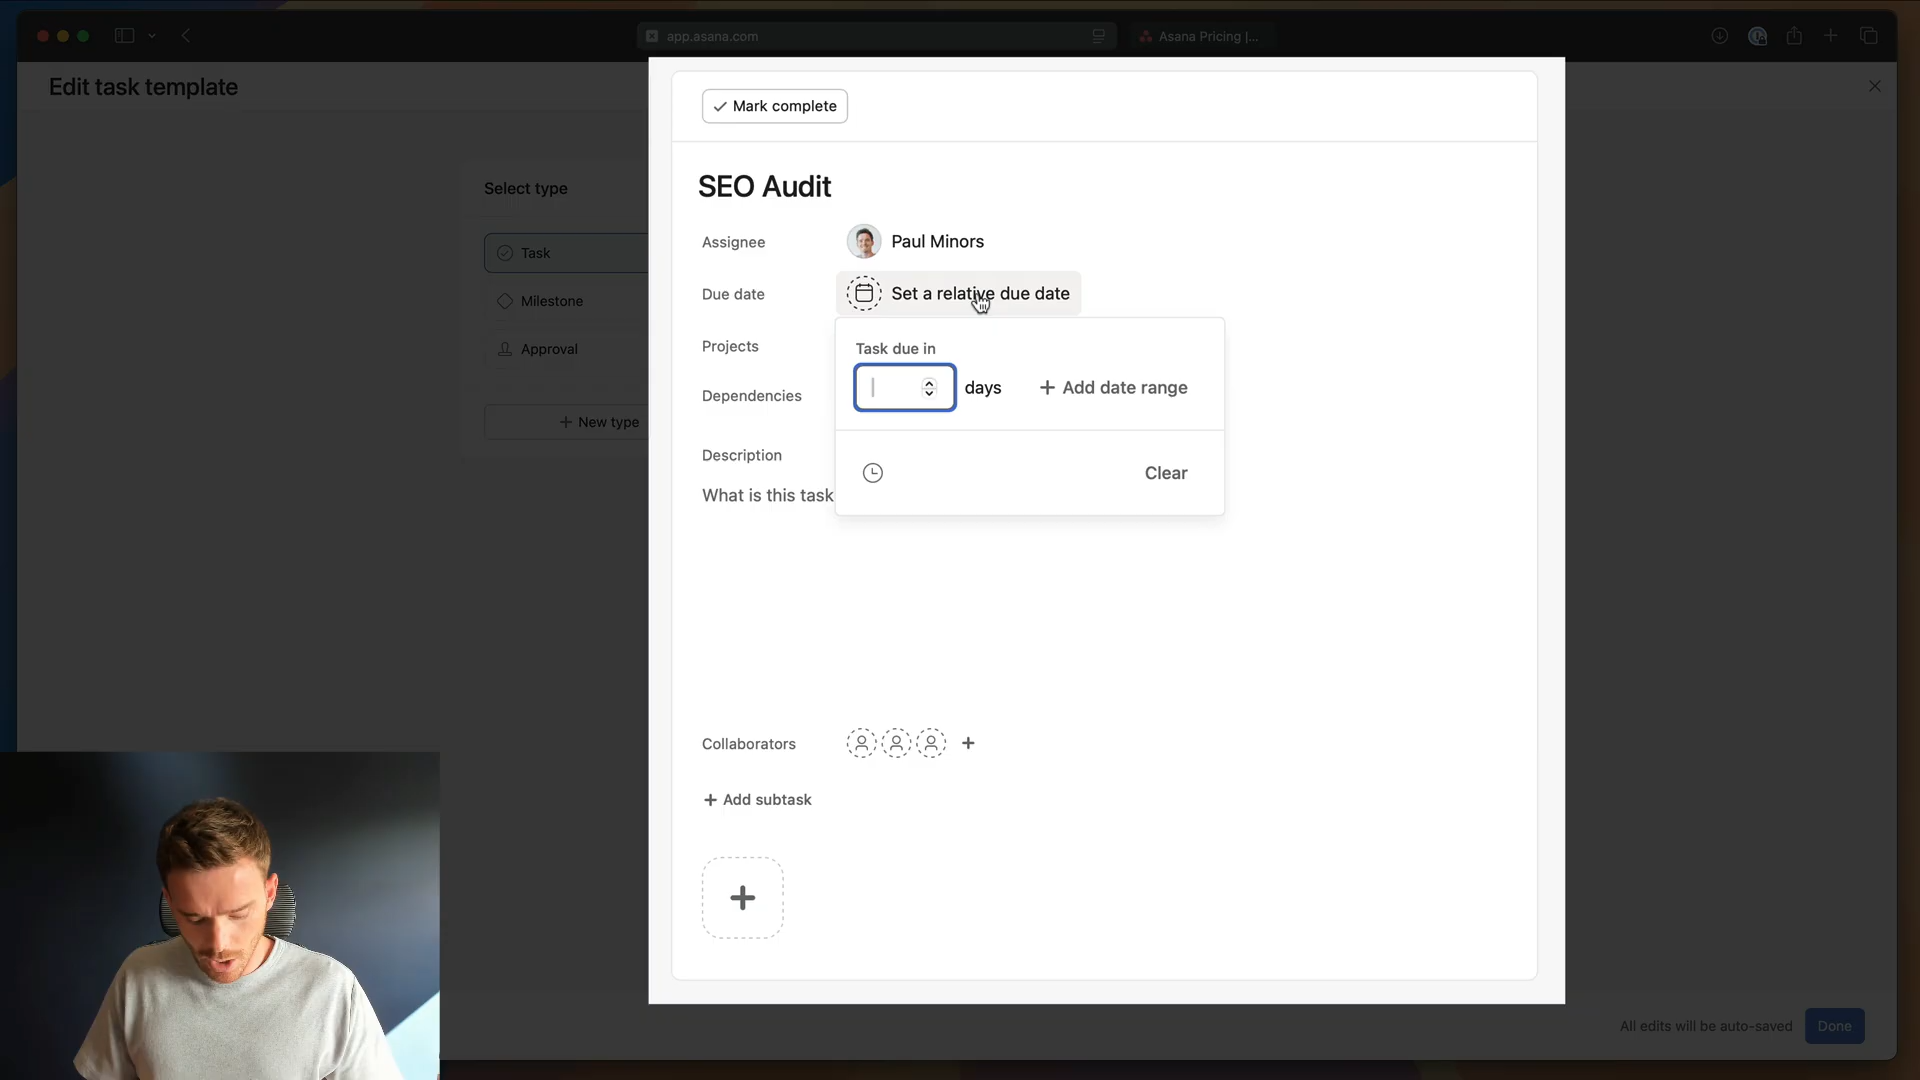 app.asana.com
Asana Pricing |...
Edit task template
Mark complete
Select type
SEO Audit
Assignee
Paul Minors
Task
Due date
Set a relative due date
Milestone
Projects
Task due in
Approval
days
+ Add date range
Dependencies
+ New type
Description
Clear
What is this task
Collaborators
+ Add subtask
All edits will be auto-saved
Done